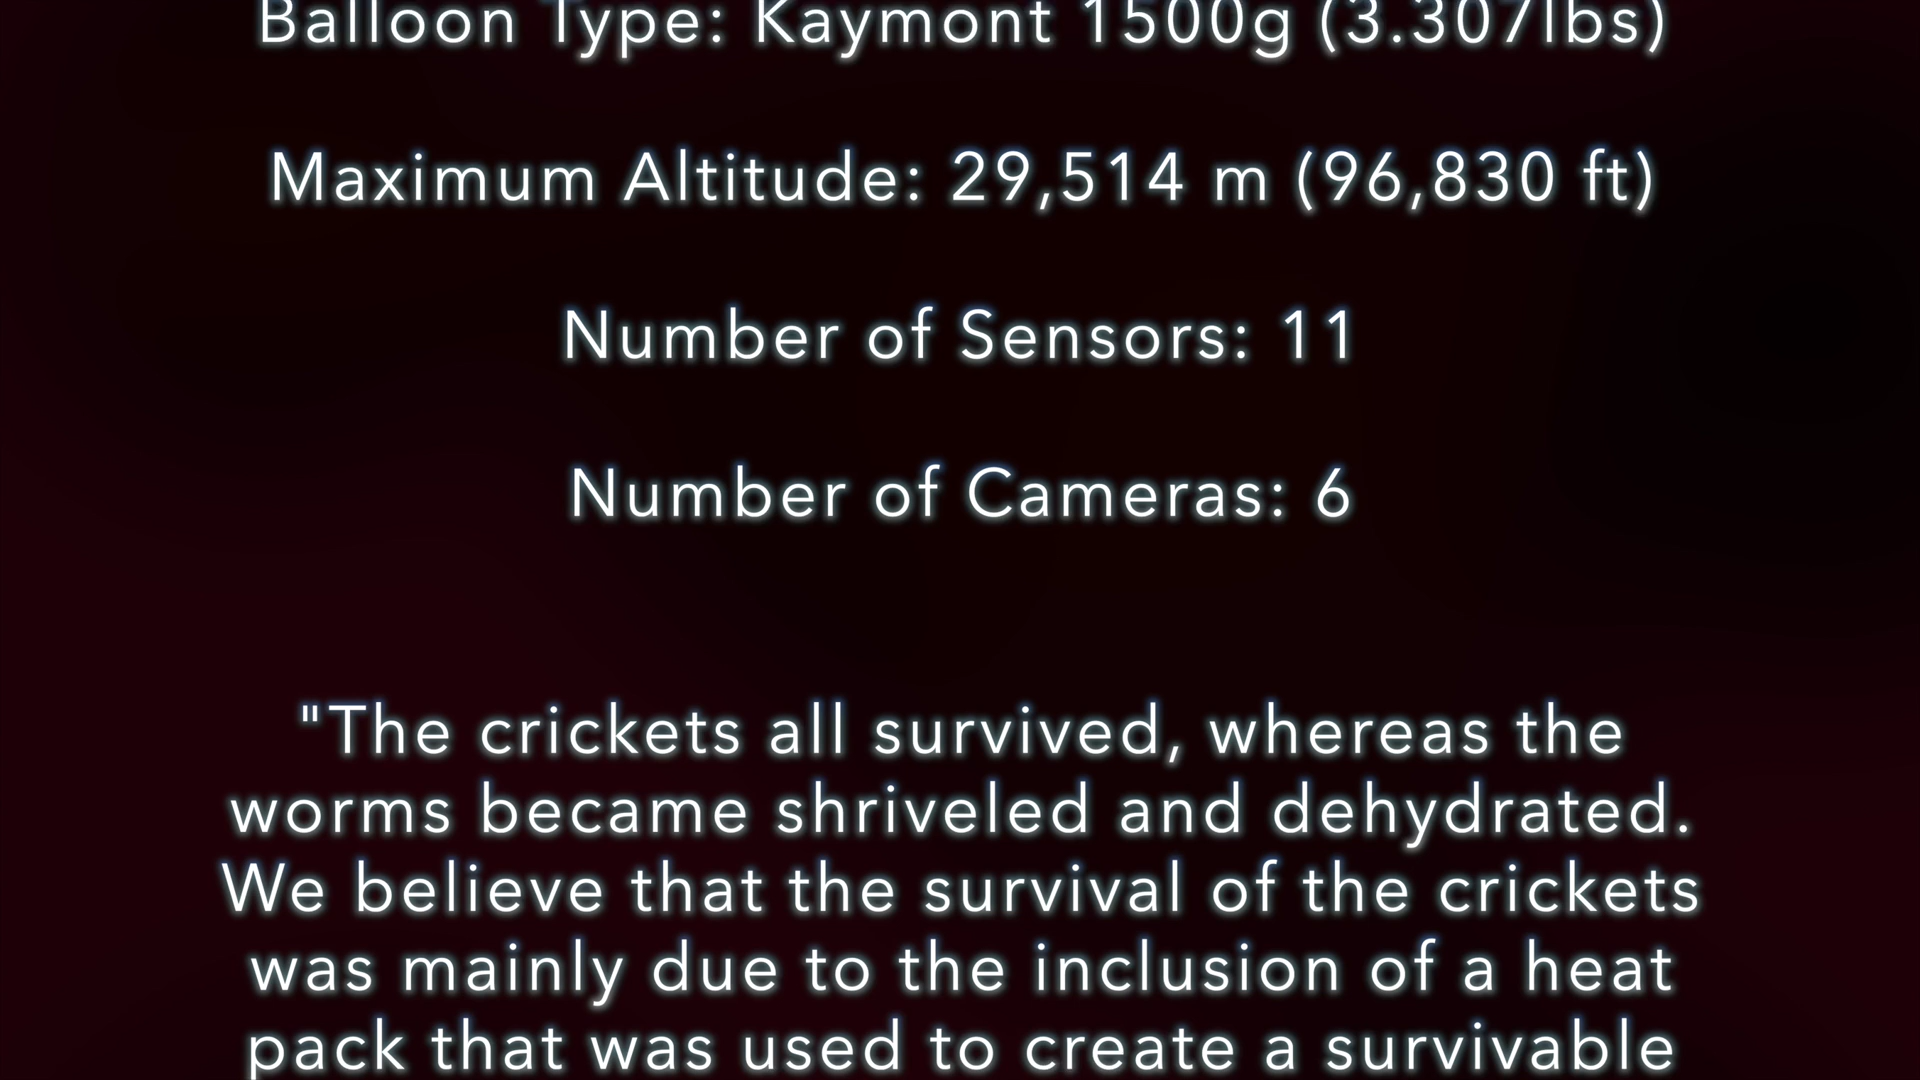 Balloon Type: Kaymont 1500g (3.307lbs)
Maximum Altitude: 29,514 m (96,830 ft)
Number of Sensors: 11
Number of Cameras: 6
"The crickets all survived, whereas the
worms became shriveled and dehydrated.
We believe that the survival of the crickets
was mainly due to the inclusion of a heat
pack that was used to create a survivable